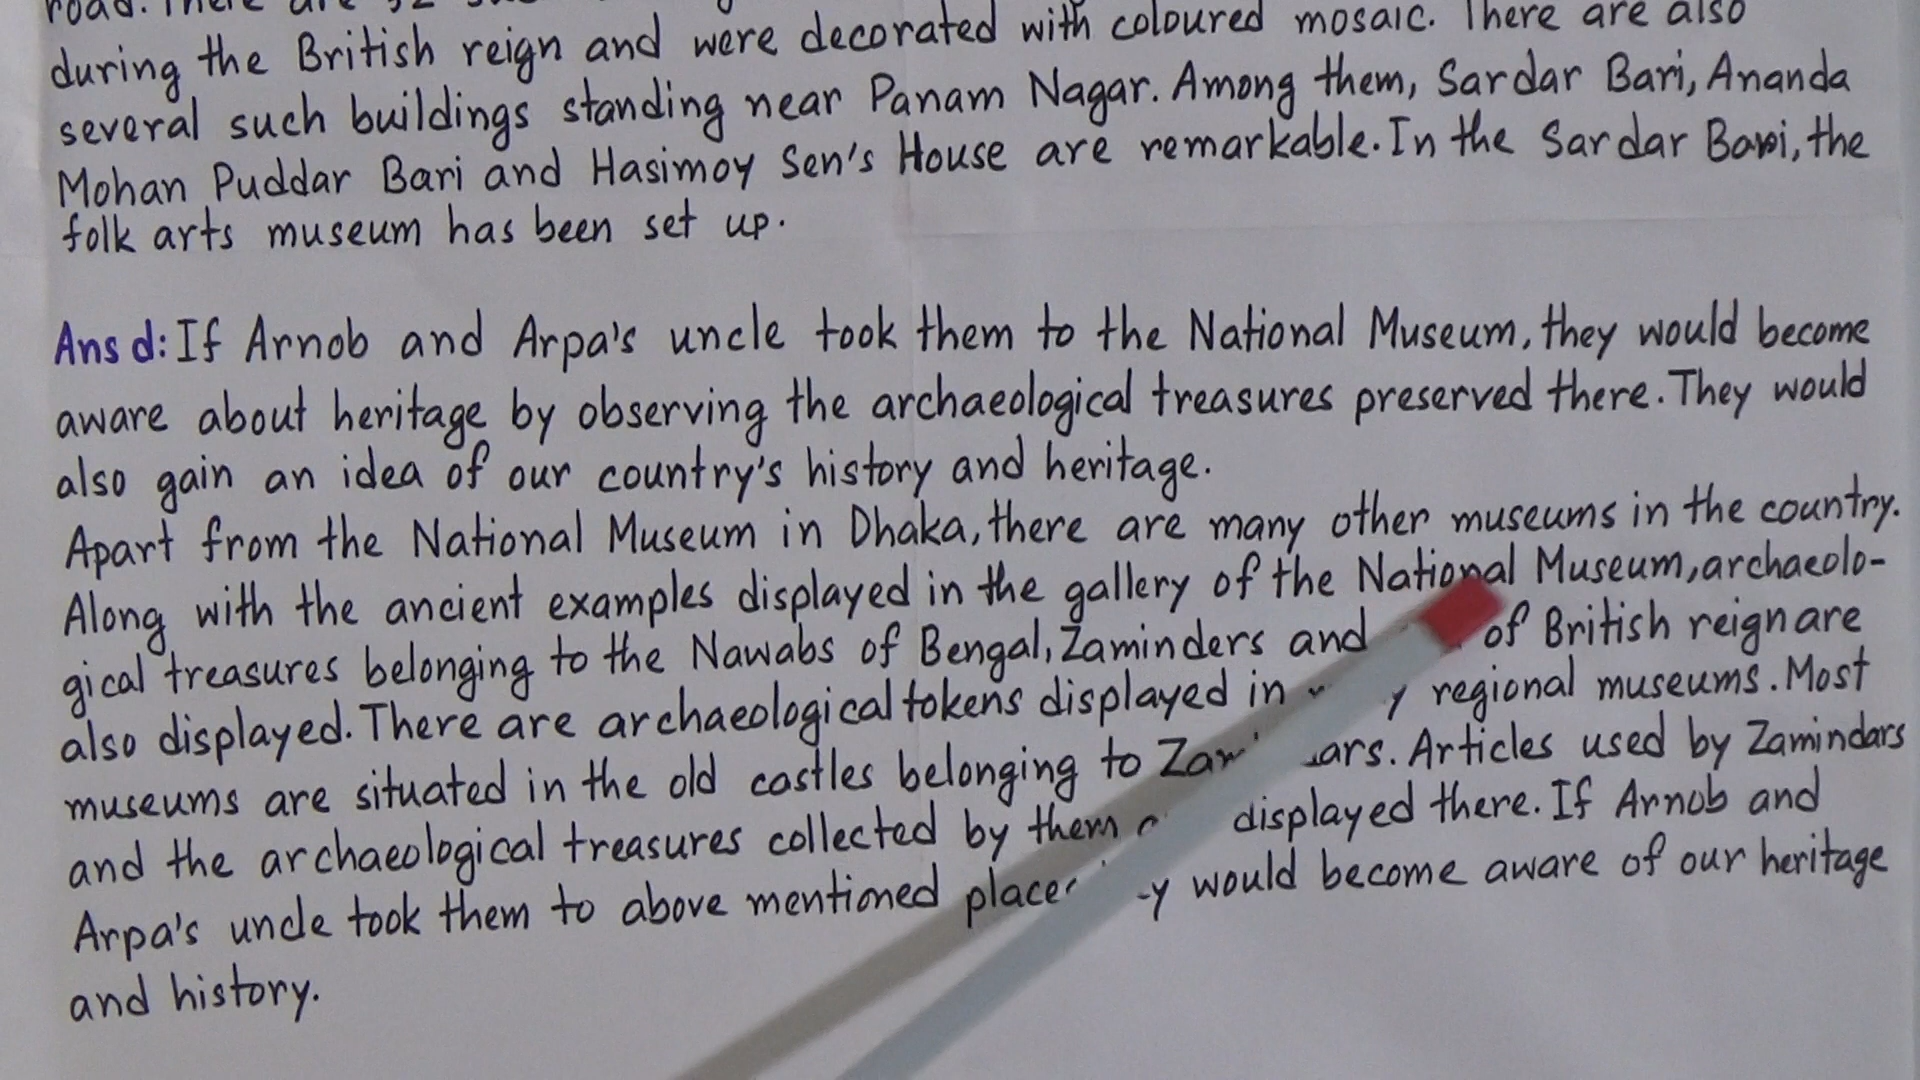 road. There are 52 such
during the British reign and were decorated with coloured mosaic. There are also
several such buildings standing near Panam Nagar. Among them, Sardar Bari, Ananda
Mohan Puddar Bari and Hasimoy Sen's House are remarkable. In the Sardar Bari, the
folk arts museum has been set up.
Ans d: If Arnob and Arpa's uncle took them to the National Museum, they would become
aware about heritage by observing the archaeological treasures preserved there. They would
also gain an idea of our country's history and heritage.
Apart from the National Museum in Dhaka, there are many other museums in the country.
Along with the ancient examples displayed in the gallery of the National Museum, archaeolo-
gical treasures belonging to the Nawabs of Bengal, Zaminders and of British reign are
also displayed. There are archaeological tokens displayed in regional museums. Most
museums are situated in the old castles belonging to Articles used by Zamindars
and the archaeological treasures collected by them displayed there. If Arnob and
Arpa's uncle took them to above mentioned would become aware of our heritage
and history.